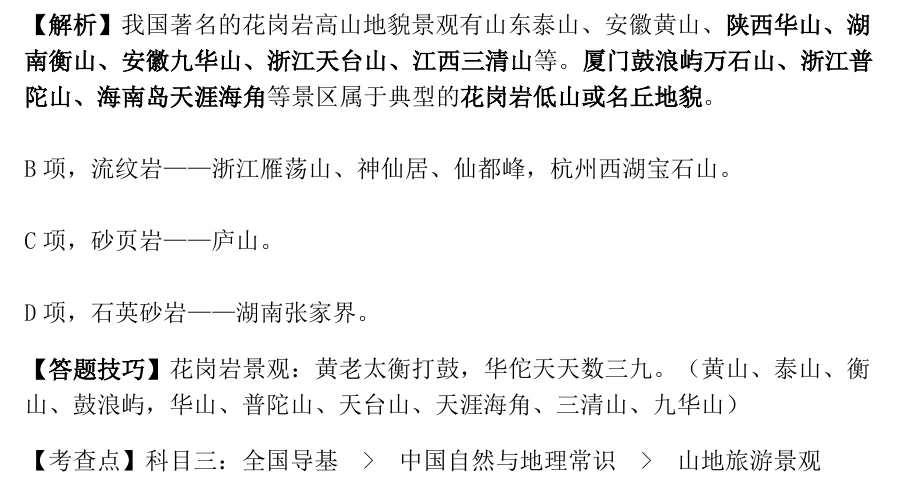 【解析】我国著名的花岗岩高山地貌景观有山东泰山、安徽黄山、陕西华山、湖
南衡山、安徽九华山、浙江天台山、江西三清山等。厦门鼓浪屿万石山、浙江普
陀山、海南岛天涯海角等景区属于典型的花岗岩低山或名丘地貌。
B 项，流纹岩——浙江雁荡山、神仙居、仙都峰，杭州西湖宝石山。
C 项，砂页岩——庐山。
D 项，石英砂岩——湖南张家界。
【答题技巧】花岗岩景观：黄老太衡打鼓，华佗天天数三九。（黄山、泰山、衡
山、鼓浪屿，华山、普陀山、天台山、天涯海角、三清山、九华山）
【考查点】科目三：全国导基 > 中国自然与地理常识 > 山地旅游景观